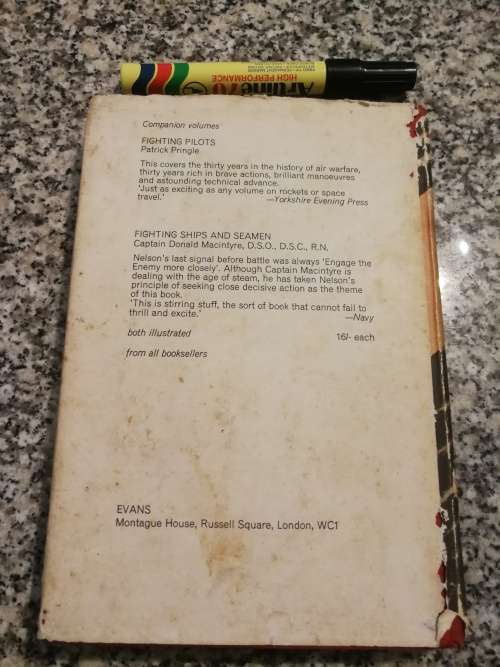 Artline 70
HIGH PERFORMANCE
Companion volumes
FIGHTING PILOTS
Patrick Pringle
This covers the thirty years in the history of air warfare,
thirty years rich in brave actions, brilliant manoeuvres
and astounding technical advance.
'Just as exciting as any volume on rockets or space
travel.' —Yorkshire Evening Press
FIGHTING SHIPS AND SEAMEN
Captain Donald Macintyre, D.S.O., D.S.C., R.N.
Nelson's last signal before battle was always 'Engage the
Enemy more closely'. Although Captain Macintyre is
dealing with the age of steam, he has taken Nelson's
principle of seeking close decisive action as the theme
of this book.
'This is stirring stuff, the sort of book that cannot fail to
thrill and excite.' —Navy
both illustrated 16/- each
from all booksellers
EVANS
Montague House, Russell Square, London, WC1